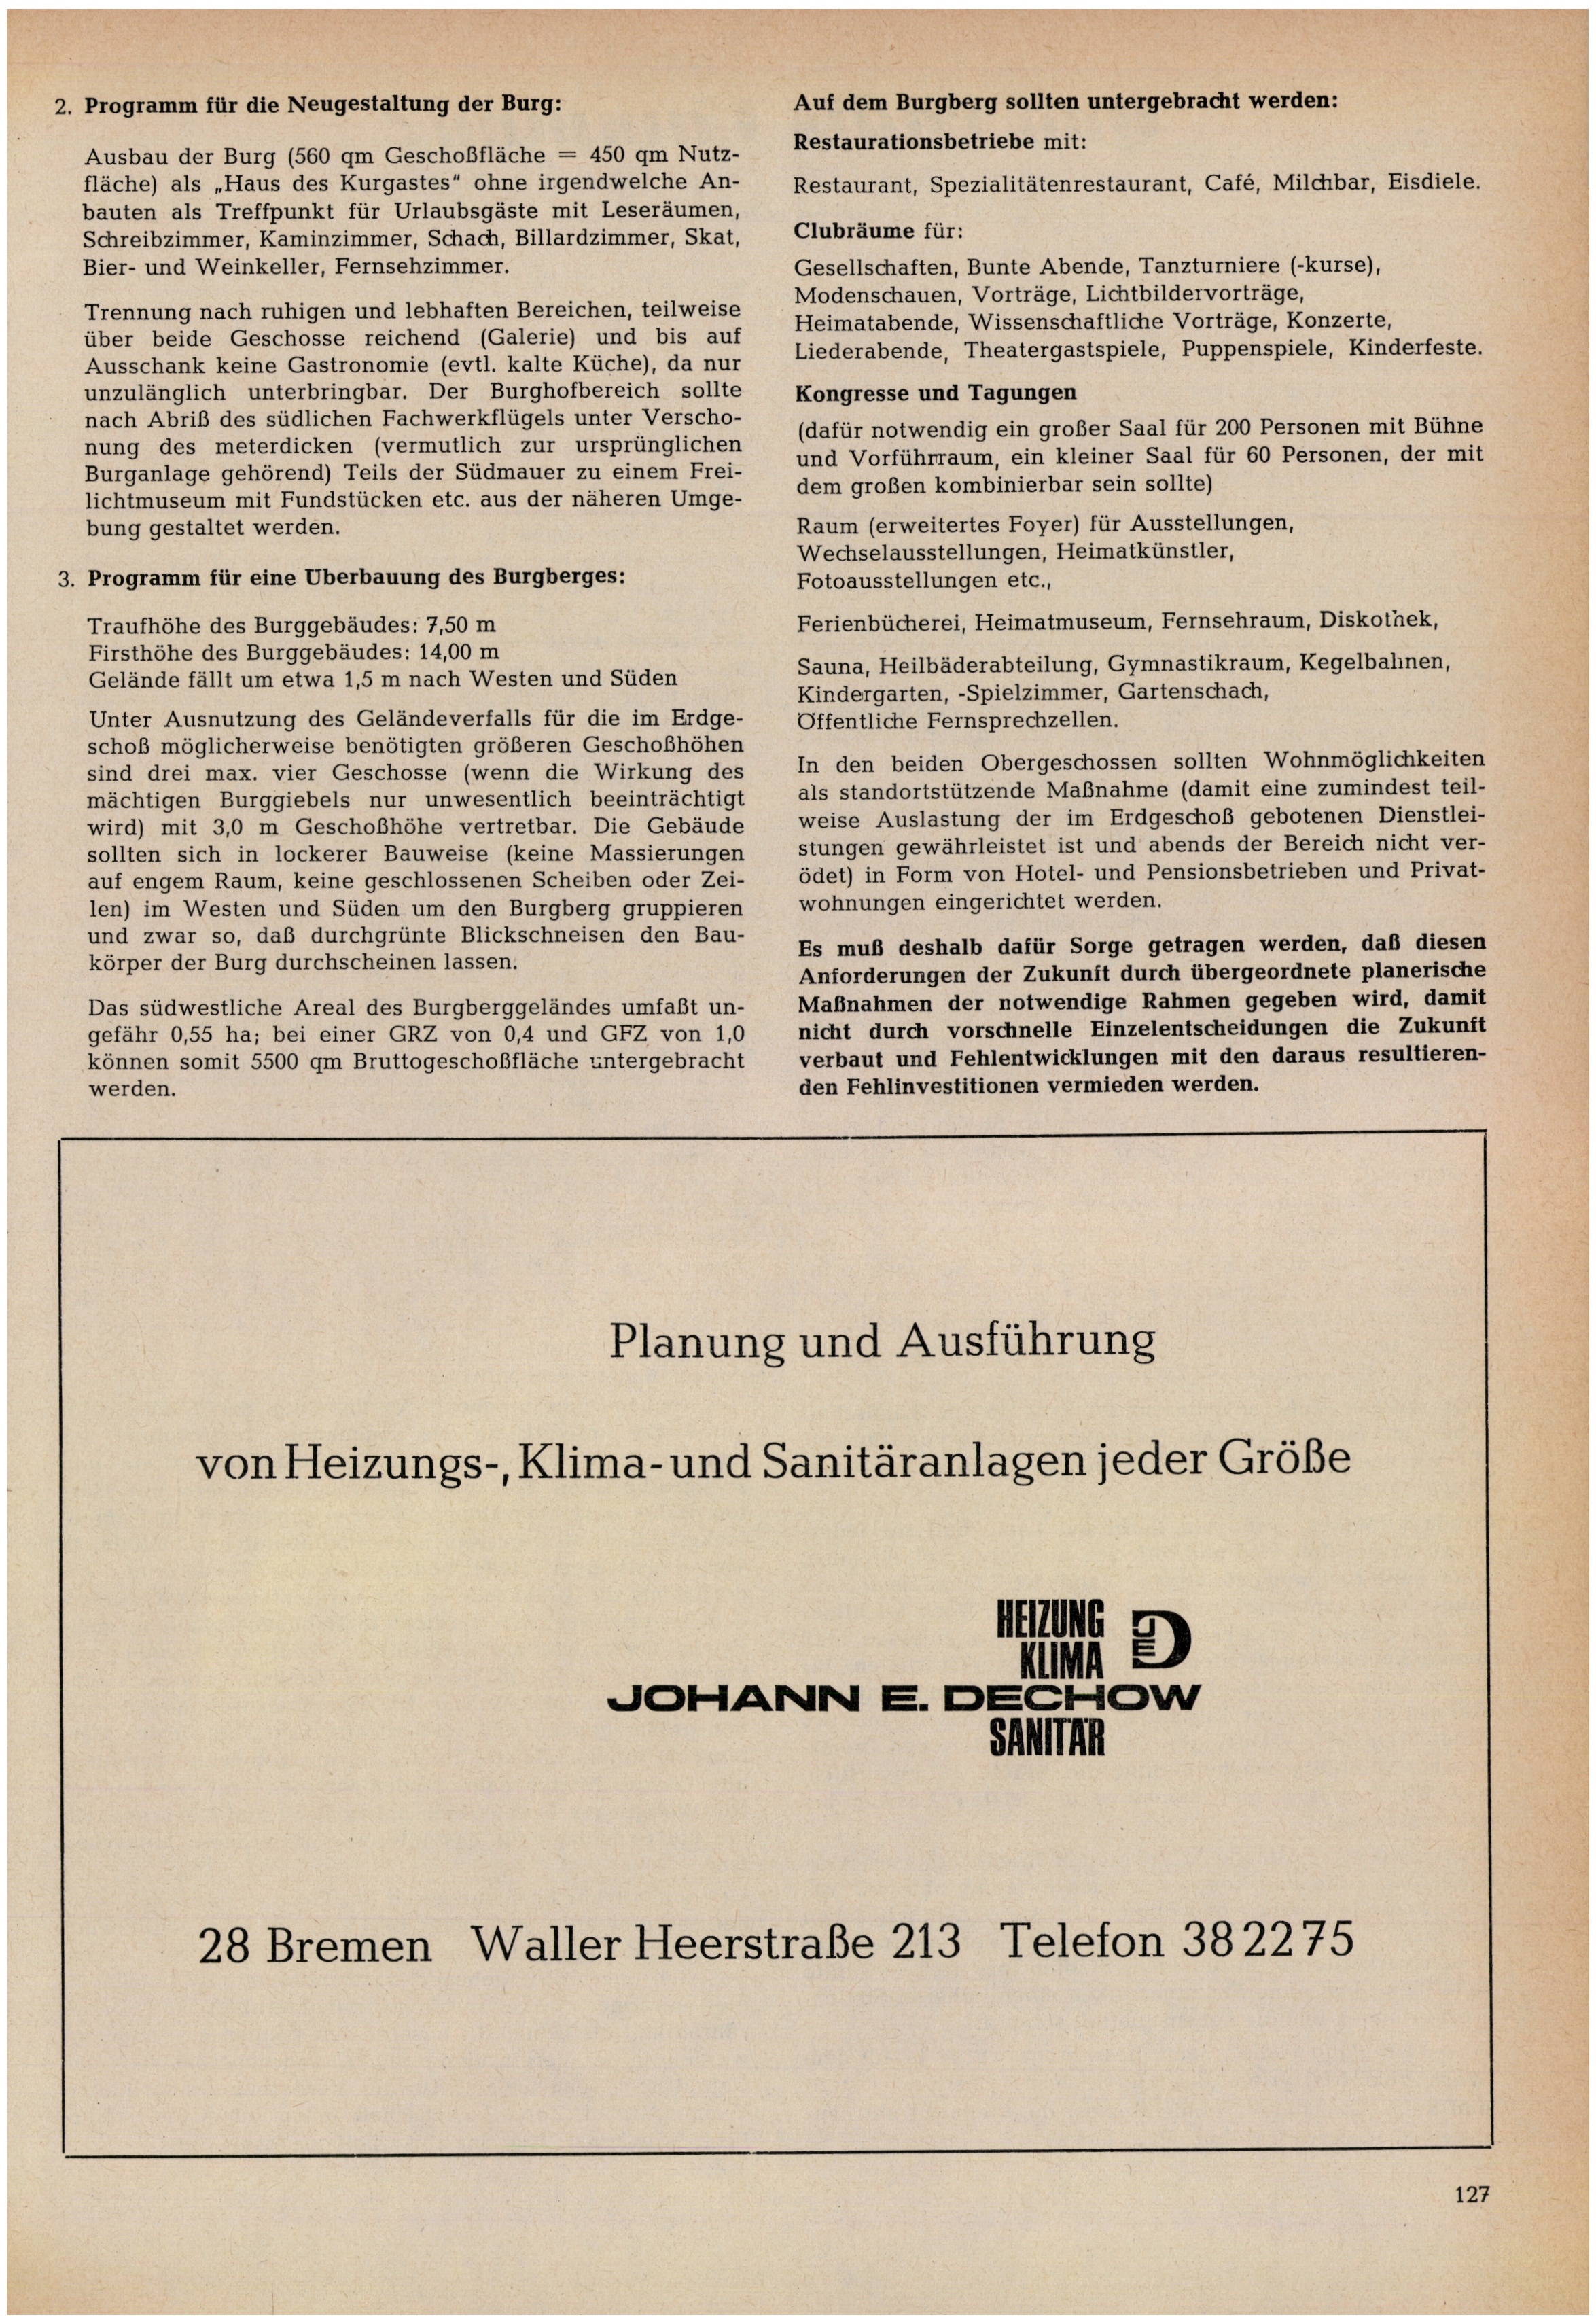 2. Programm für die Neugestaltung der Burg:
Ausbau der Burg (560 qm Geschoßfläche = 450 qm Nutz-
fläche) als „Haus des Kurgastes" ohne irgendwelche An-
bauten als Treffpunkt für Urlaubsgäste mit Leseräumen,
Schreibzimmer, Kaminzimmer, Schach, Billardzimmer, Skat,
Bier- und Weinkeller, Fernsehzimmer.
Trennung nach ruhigen und lebhaften Bereichen, teilweise
über beide Geschosse reichend (Galerie) und bis auf
Ausschank keine Gastronomie (evtl. kalte Küche), da nur
unzulänglich unterbringbar. Der Burghofbereich sollte
nach Abriß des südlichen Fachwerkflügels unter Verscho-
nung des meterdicken (vermutlich zur ursprünglichen
Burganlage gehörend) Teils der Südmauer zu einem Frei-
lichtmuseum mit Fundstücken etc. aus der näheren Umge-
bung gestaltet werden.
3. Programm für eine Uberbauung des Burgberges:
Traufhöhe des Burggebäudes: 7,50 m
Firsthöhe des Burggebäudes: 14,00 m
Gelände fällt um etwa 1,5 m nach Westen und Süden
Unter Ausnutzung des Geländeverfalls für die im Erdge-
schoß möglicherweise benötigten größeren Geschoßhöhen
sind drei max. vier Geschosse (wenn die Wirkung des
mächtigen Burggiebels nur unwesentlich beeinträchtigt
wird) mit 3,0 m Geschoßhöhe vertretbar. Die Gebäude
sollten sich in lockerer Bauweise (keine Massierungen
auf engem Raum, keine geschlossenen Scheiben oder Zei-
len) im Westen und Süden um den Burgberg gruppieren
und zwar so, daß durchgrünte Blickschneisen den Bau-
körper der Burg durchscheinen lassen.
Das südwestliche Areal des Burgberggeländes umfaßt un-
gefähr 0,55 ha; bei einer GRZ von 0,4 und GFZ von 1,0
können somit 5500 qm Bruttogeschoßfläche untergebracht
werden.
Auf dem Burgberg sollten untergebracht werden:
Restaurationsbetriebe mit:
Restaurant, Spezialitätenrestaurant, Café, Milchbar, Eisdiele.
Clubräume für:
Gesellschaften, Bunte Abende, Tanzturniere (-kurse),
Modenschauen, Vorträge, Lichtbildervorträge,
Heimatabende, Wissenschaftliche Vorträge, Konzerte,
Liederabende, Theatergastspiele, Puppenspiele, Kinderfeste.
Kongresse und Tagungen
(dafür notwendig ein großer Saal für 200 Personen mit Bühne
und Vorführraum, ein kleiner Saal für 60 Personen, der mit
dem großen kombinierbar sein sollte)
Raum (erweitertes Foyer) für Ausstellungen,
Wechselausstellungen, Heimatkünstler,
Fotoausstellungen etc.,
Ferienbücherei, Heimatmuseum, Fernsehraum, Diskothek,
Sauna, Heilbäderabteilung, Gymnastikraum, Kegelbahnen,
Kindergarten, -Spielzimmer, Gartenschach,
Öffentliche Fernsprechzellen.
In den beiden Obergeschossen sollten Wohnmöglichkeiten
als standortstützende Maßnahme (damit eine zumindest teil-
weise Auslastung der im Erdgeschoß gebotenen Dienstlei-
stungen gewährleistet ist und abends der Bereich nicht ver-
ödet) in Form von Hotel- und Pensionsbetrieben und Privat-
wohnungen eingerichtet werden.
Es muß deshalb dafür Sorge getragen werden, daß diesen
Anforderungen der Zukunft durch übergeordnete planerische
Maßnahmen der notwendige Rahmen gegeben wird, damit
nicht durch vorschnelle Einzelentscheidungen die Zukunft
verbaut und Fehlentwicklungen mit den daraus resultieren-
den Fehlinvestitionen vermieden werden.
Planung und Ausführung
von Heizungs-, Klima- und Sanitäranlagen jeder Größe
HEIZUNG
KLIMA
JOHANN E. DECHOW
SANITÄR
28 Bremen Waller Heerstraße 213 Telefon 38 22 75
127